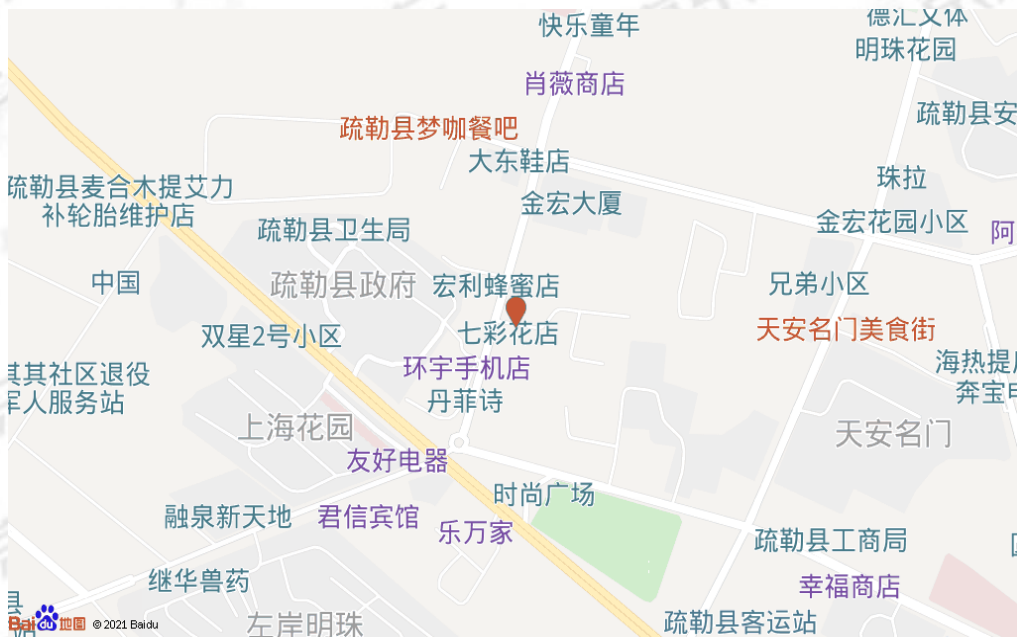 快乐童年
德汇文体
明珠花园
肖薇商店
疏勒县安
疏勒县梦咖餐吧
大东鞋店
珠拉
疏勒县麦合木提艾力
补轮胎维护店
金宏大厦
金宏花园小区
阿
疏勒县卫生局
中国
疏勒县政府
宏利蜂蜜店
兄弟小区
双星2号小区
七彩花店
天安名门美食街
环宇手机店
海热提
其其社区退役
军人服务站
奔宝
丹菲诗
上海花园
天安名门
友好电器
时尚广场
融泉新天地
君信宾馆
乐万家
疏勒县工商局
继华兽药
幸福商店
县
站
左岸明珠
疏勒县客运站
Bai du 地图 © 2021 Baidu